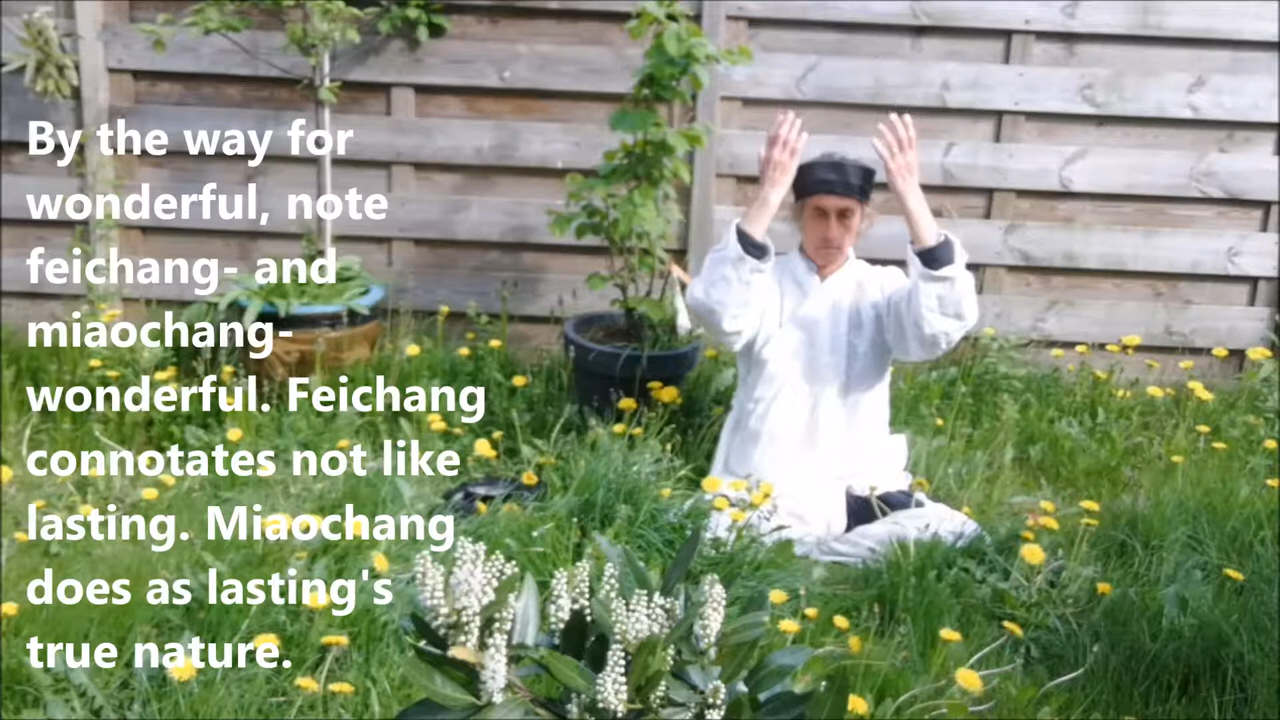 By the way for
wonderful, note
feichang- and
miaochang-
wonderful. Feichang
connotates not like
lasting. Miaochang
does as lasting's
true nature.